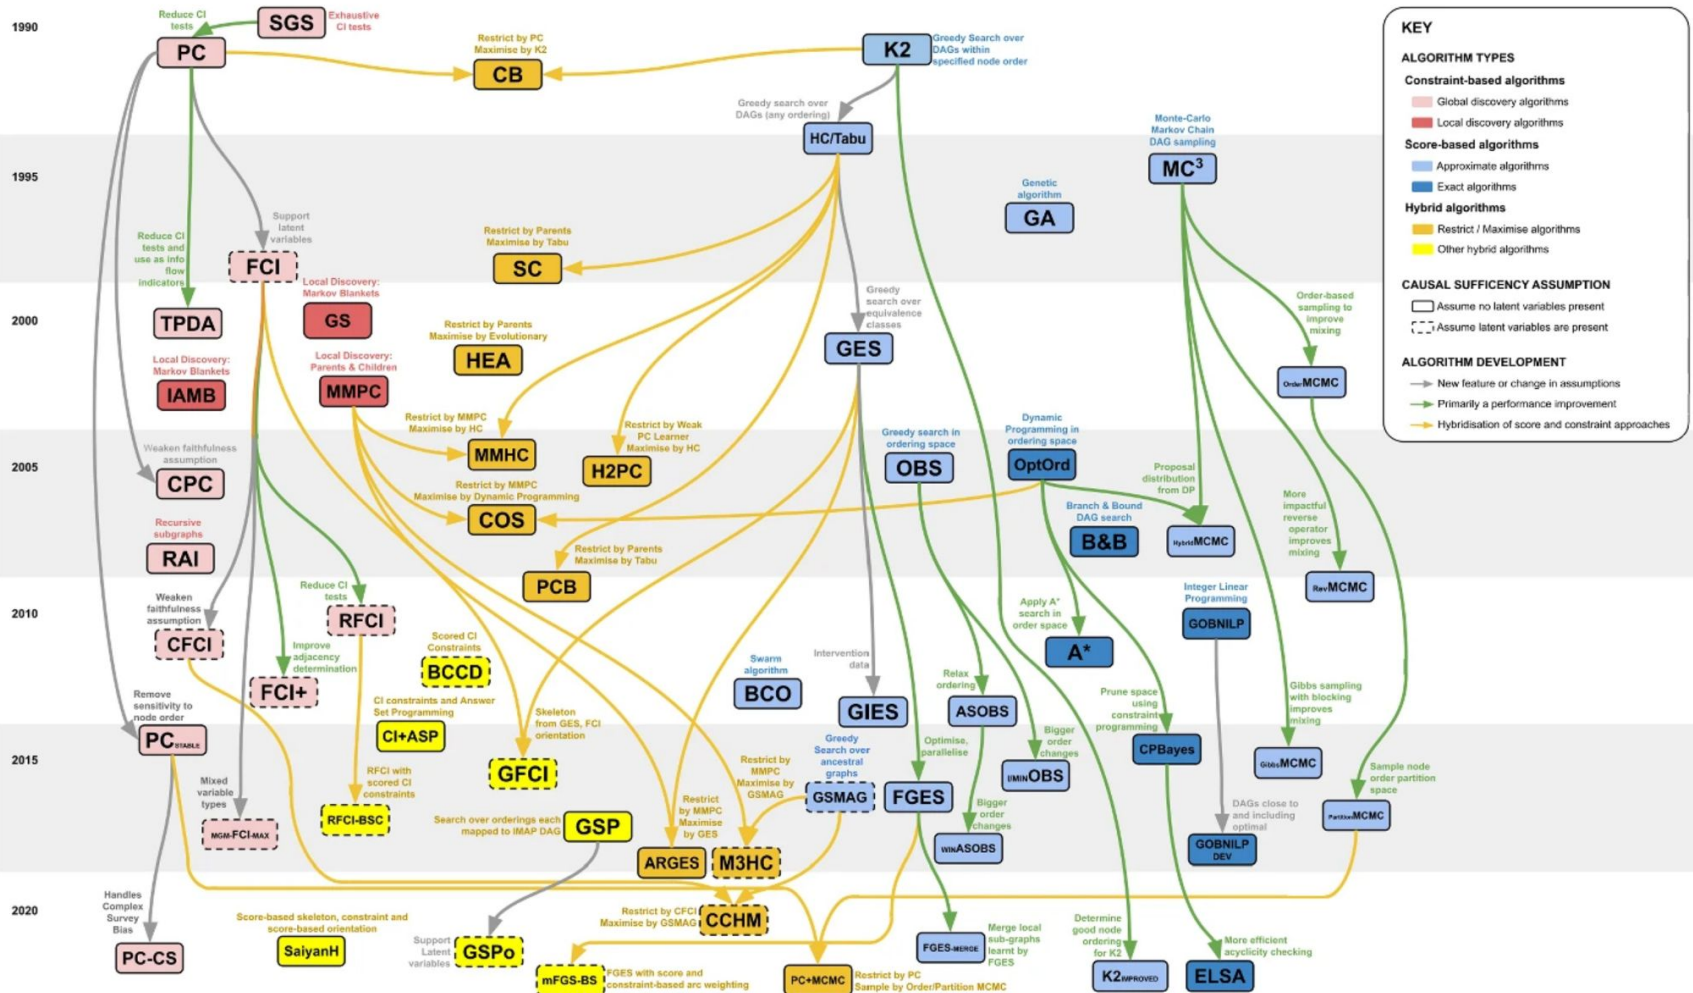 1990
Reduce CI
tests
SGS
Exhaustive
CI tests
PC
Restrict by PC
Maximise by K2
CB
K2
Greedy Search over
DAGs within
specified node order
Greedy search over
DAGs (any ordering)
HC/Tabu
Monte-Carlo
Markov Chain
DAG sampling
MC³
1995
Genetic
algorithm
GA
Support
latent
variables
Reduce CI
tests and
use as info
flow
indicators
FCI
Restrict by Parents
Maximise by Tabu
SC
Local Discovery:
Markov Blankets
GS
Greedy
search over
equivalence
classes
Order-based
sampling to
improve
mixing
2000
TPDA
Restrict by Parents
Maximise by Evolutionary
HEA
GES
Local Discovery:
Markov Blankets
IAMB
Local Discovery:
Parents & Children
MMPC
OrderMCMC
Restrict by MMPC
Maximise by HC
MMHC
Restrict by Weak
PC Learner
Maximise by HC
H2PC
Greedy search in
ordering space
OBS
Dynamic
Programming in
ordering space
OptOrd
2005
Weaken faithfulness
assumption
CPC
Restrict by MMPC
Maximise by Dynamic Programming
COS
Proposal
distribution
from DP
HybridMCMC
More
impactful
reverse
operator
improves
mixing
Branch & Bound
DAG search
B&B
Recursive
subgraphs
RAI
Restrict by Parents
Maximise by Tabu
PCB
RevMCMC
2010
Weaken
faithfulness
assumption
CFCI
Reduce CI
tests
RFCI
Apply A*
search in
order space
A*
Integer Linear
Programming
GOBNILP
Improve
adjacency
determination
FCI+
Scored CI
Constraints
BCCD
Swarm
algorithm
BCO
Intervention
data
GIES
Relax
ordering
ASOBS
Prune space
using
constraint
programming
CPBayes
Gibbs sampling
with blocking
improves
mixing
GibbsMCMC
Remove
sensitivity to
node order
PCSTABLE
CI constraints and Answer
Set Programming
CI+ASP
Skeleton
from GES, FCI
orientation
GFCI
2015
Greedy
Search over
ancestral
graphs
GSMAG
Optimise,
parallelise
FGES
Bigger
order
changes
I/MINOBS
Sample node
order partition
space
PartitionMCMC
Mixed
variable
types
MGM-FCI-MAX
RFCI with
scored CI
constraints
RFCI-BSC
Search over orderings each
mapped to IMAP DAG
GSP
Restrict
by MMPC
Maximise
by GES
ARGES
Restrict by
MMPC
Maximise by
GSMAG
M3HC
Bigger
order
changes
WINASOBS
DAGs close to
and including
optimal
GOBNILP
DEV
2020
Handles
Complex
Survey
Bias
PC-CS
Score-based skeleton, constraint and
score-based orientation
SaiyanH
Support
Latent
variables
GSPo
Restrict by CFCI
Maximise by GSMAG
CCHM
mFGS-BS
FGES with score and
constraint-based arc weighting
PC+MCMC
Restrict by PC
Sample by Order/Partition MCMC
FGES-MERGE
Merge local
sub-graphs
learnt by
FGES
Determine
good node
ordering
for K2
K2IMPROVED
More efficient
acyclicity checking
ELSA
KEY
ALGORITHM TYPES
Constraint-based algorithms
Global discovery algorithms
Local discovery algorithms
Score-based algorithms
Approximate algorithms
Exact algorithms
Hybrid algorithms
Restrict / Maximise algorithms
Other hybrid algorithms
CAUSAL SUFFICENCY ASSUMPTION
Assume no latent variables present
Assume latent variables are present
ALGORITHM DEVELOPMENT
New feature or change in assumptions
Primarily a performance improvement
Hybridisation of score and constraint approaches